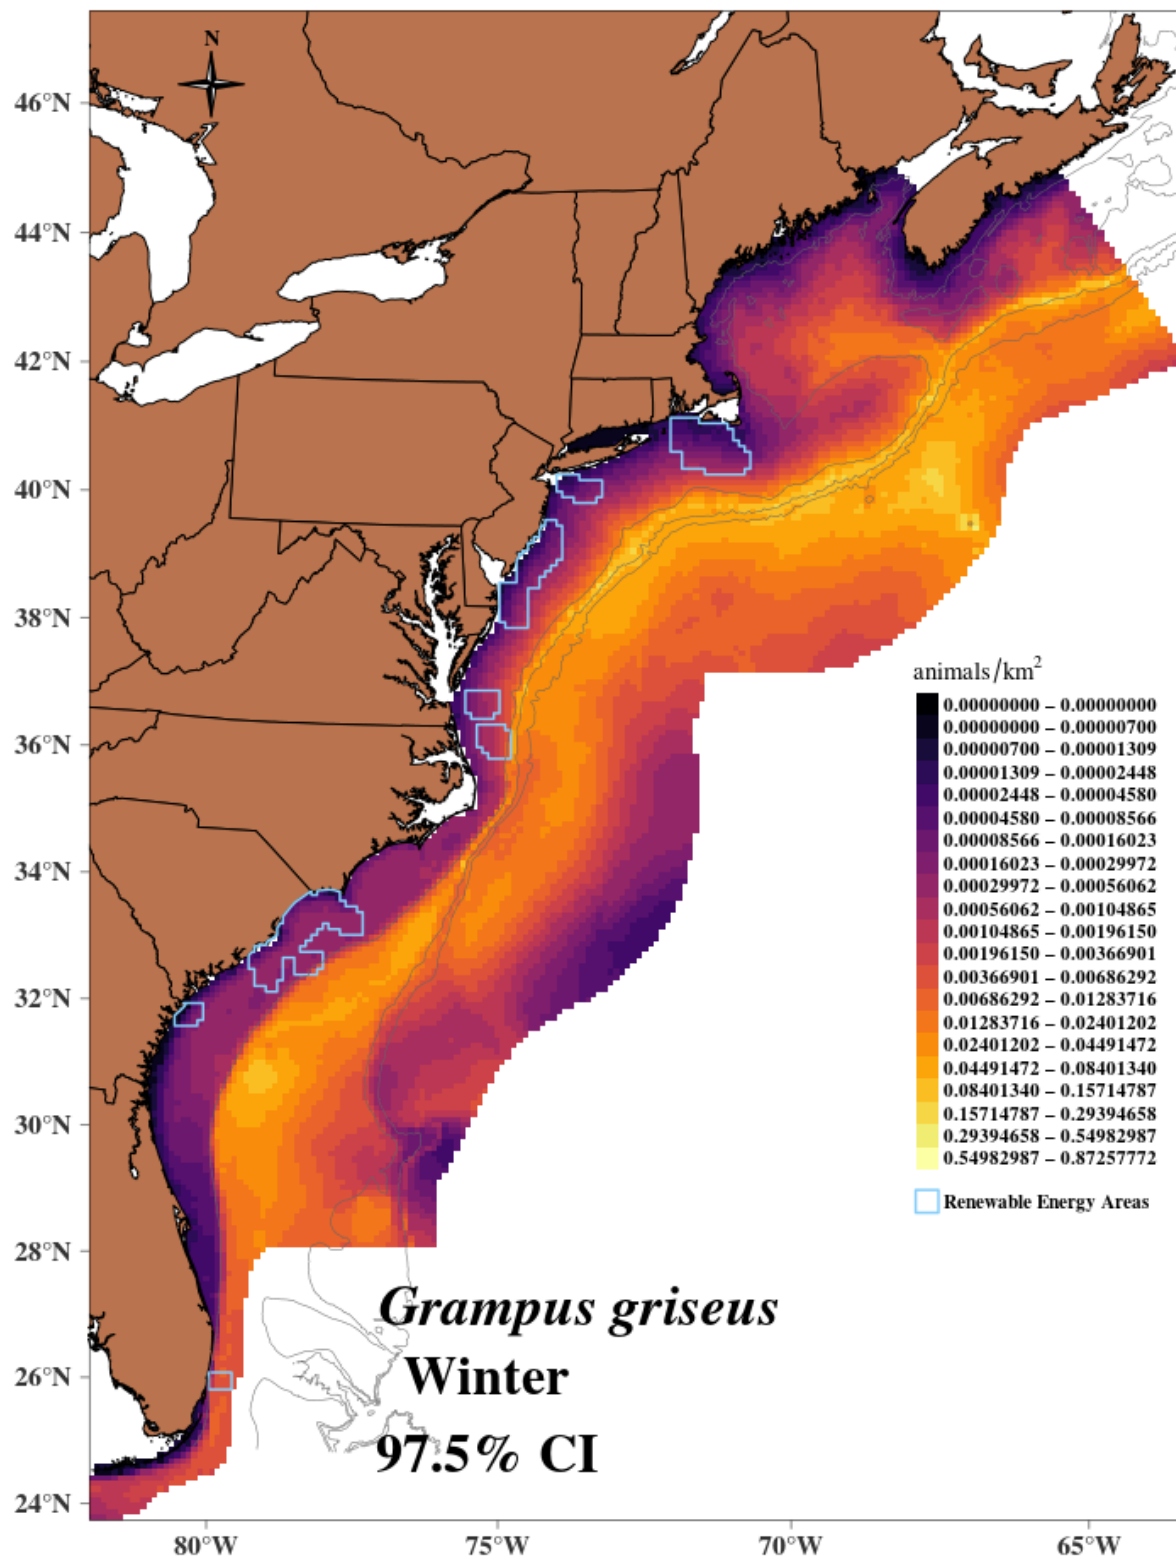 N
46°N
44°N
42°N
40°N
38°N
36°N
34°N
32°N
30°N
28°N
26°N
24°N
80°W
75°W
70°W
65°W
animals/km²
0.00000000 – 0.00000000
0.00000000 – 0.00000700
0.00000700 – 0.00001309
0.00001309 – 0.00002448
0.00002448 – 0.00004580
0.00004580 – 0.00008566
0.00008566 – 0.00016023
0.00016023 – 0.00029972
0.00029972 – 0.00056062
0.00056062 – 0.00104865
0.00104865 – 0.00196150
0.00196150 – 0.00366901
0.00366901 – 0.00686292
0.00686292 – 0.01283716
0.01283716 – 0.02401202
0.02401202 – 0.04491472
0.04491472 – 0.08401340
0.08401340 – 0.15714787
0.15714787 – 0.29394658
0.29394658 – 0.54982987
0.54982987 – 0.87257772
Renewable Energy Areas
Grampus griseus
Winter
97.5% CI